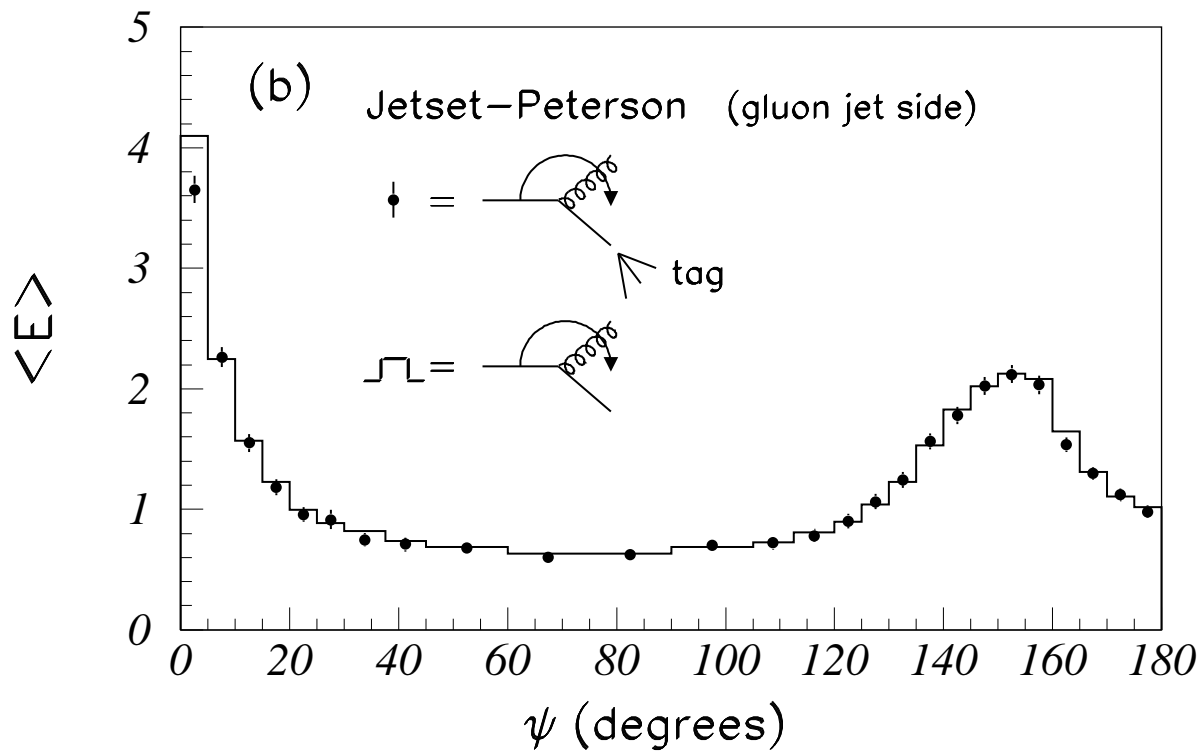 5
(b)
Jetset-Peterson (gluon jet side)
4
=
tag
3
<E>
=
2
1
0
0 20 40 60 80 100 120 140 160 180
ψ (degrees)